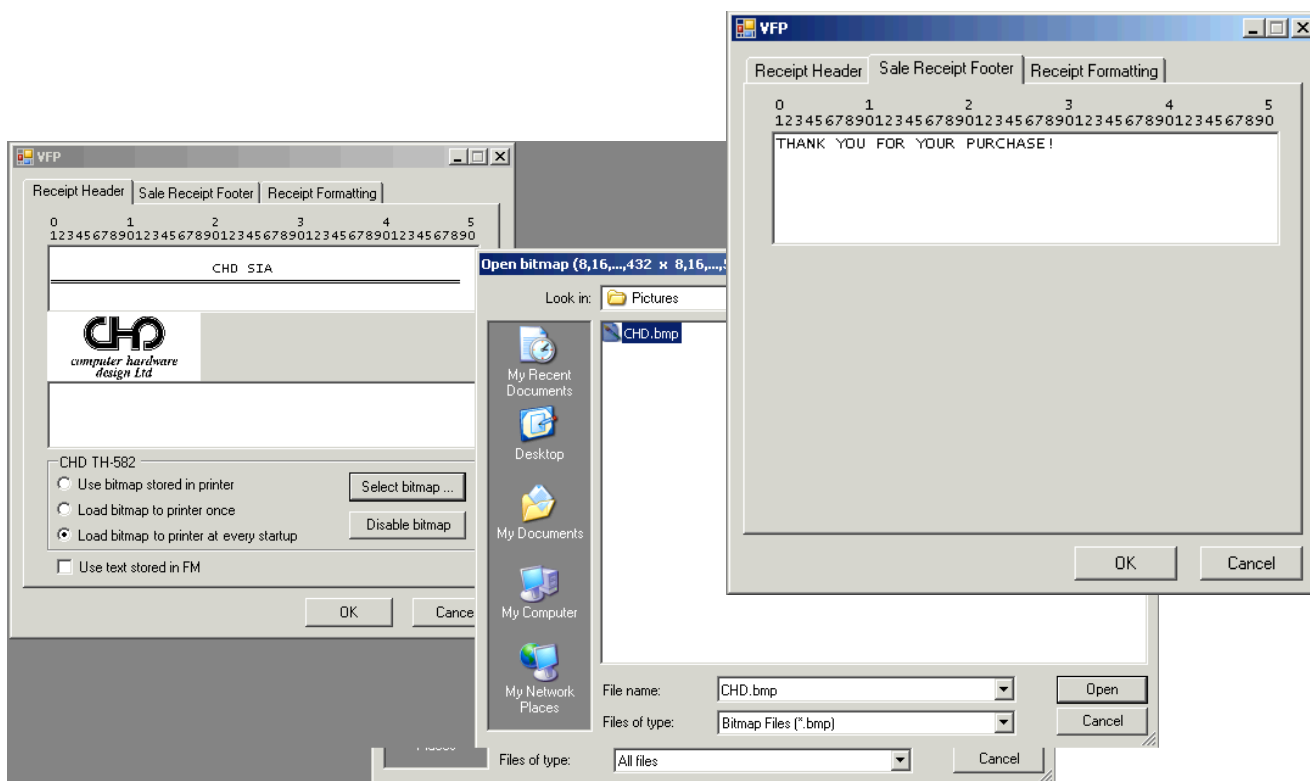 VFP
Receipt Header Sale Receipt Footer Receipt Formatting
0 1 2 3 4 5
12345678901234567890123456789012345678901234567890
THANK YOU FOR YOUR PURCHASE!
OK Cancel
VFP
Receipt Header Sale Receipt Footer Receipt Formatting
0 1 2 3 4 5
12345678901234567890123456789012345678901234567890
CHD SIA
CHD
computer hardware
design Ltd
CHD TH-582
Use bitmap stored in printer
Load bitmap to printer once
Load bitmap to printer at every startup
Select bitmap ...
Disable bitmap
Use text stored in FM
OK Cance
Open bitmap (8,16,...,432 x 8,16,...,
Look in: Pictures
CHD.bmp
My Recent
Documents
Desktop
My Documents
My Computer
My Network
Places
File name: CHD.bmp Open
Files of type: Bitmap Files (*.bmp) Cancel
Files of type: All files Cancel